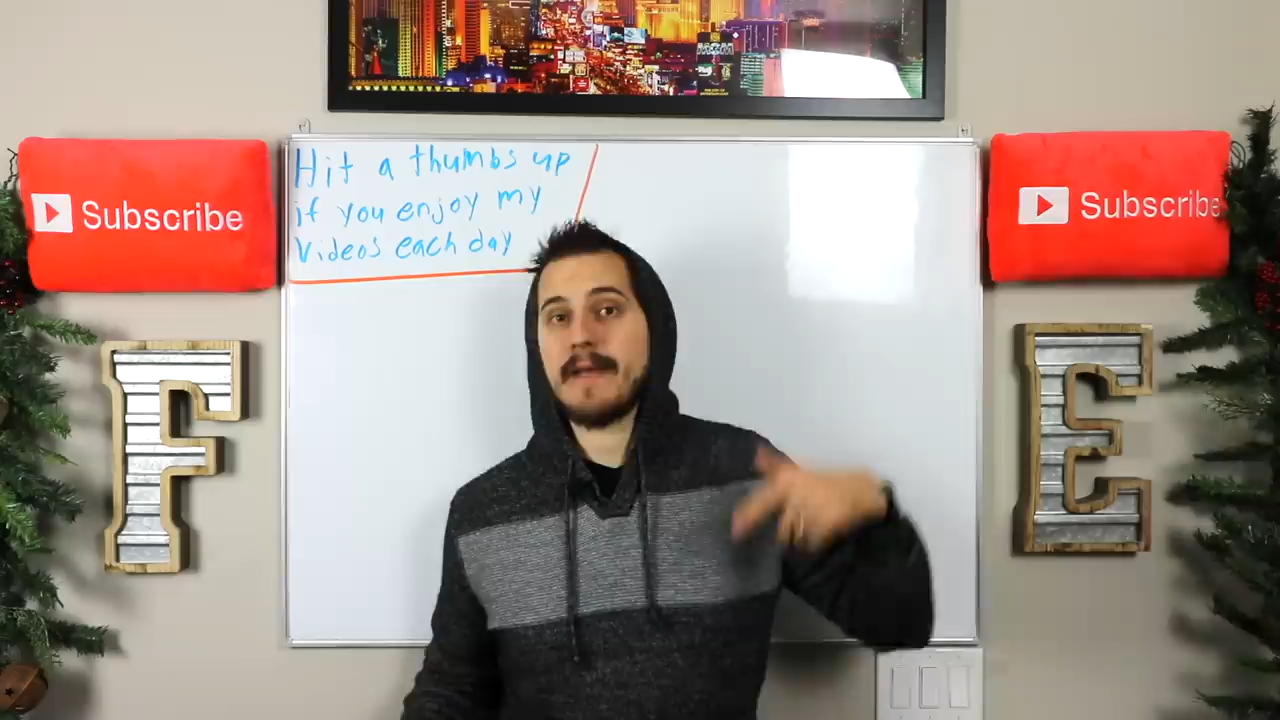 Hit a thumbs up
if you enjoy my
Videos each day
Subscribe
Subscribe
F
E